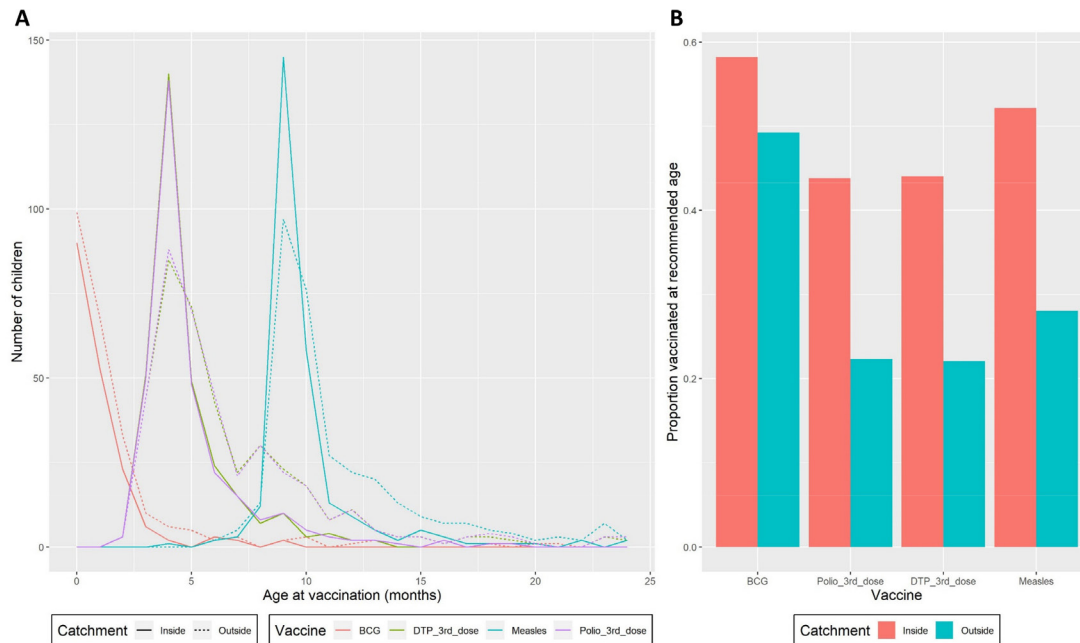 A
Number of children
150
100
50
0
0 5 10 15 20 25
Age at vaccination (months)
Catchment Inside Outside
Vaccine BCG DTP_3rd_dose Measles Polio_3rd_dose
B
Proportion vaccinated at recommended age
0.6
0.4
0.2
0.0
BCG Polio_3rd_dose DTP_3rd_dose Measles
Vaccine
Catchment Inside Outside